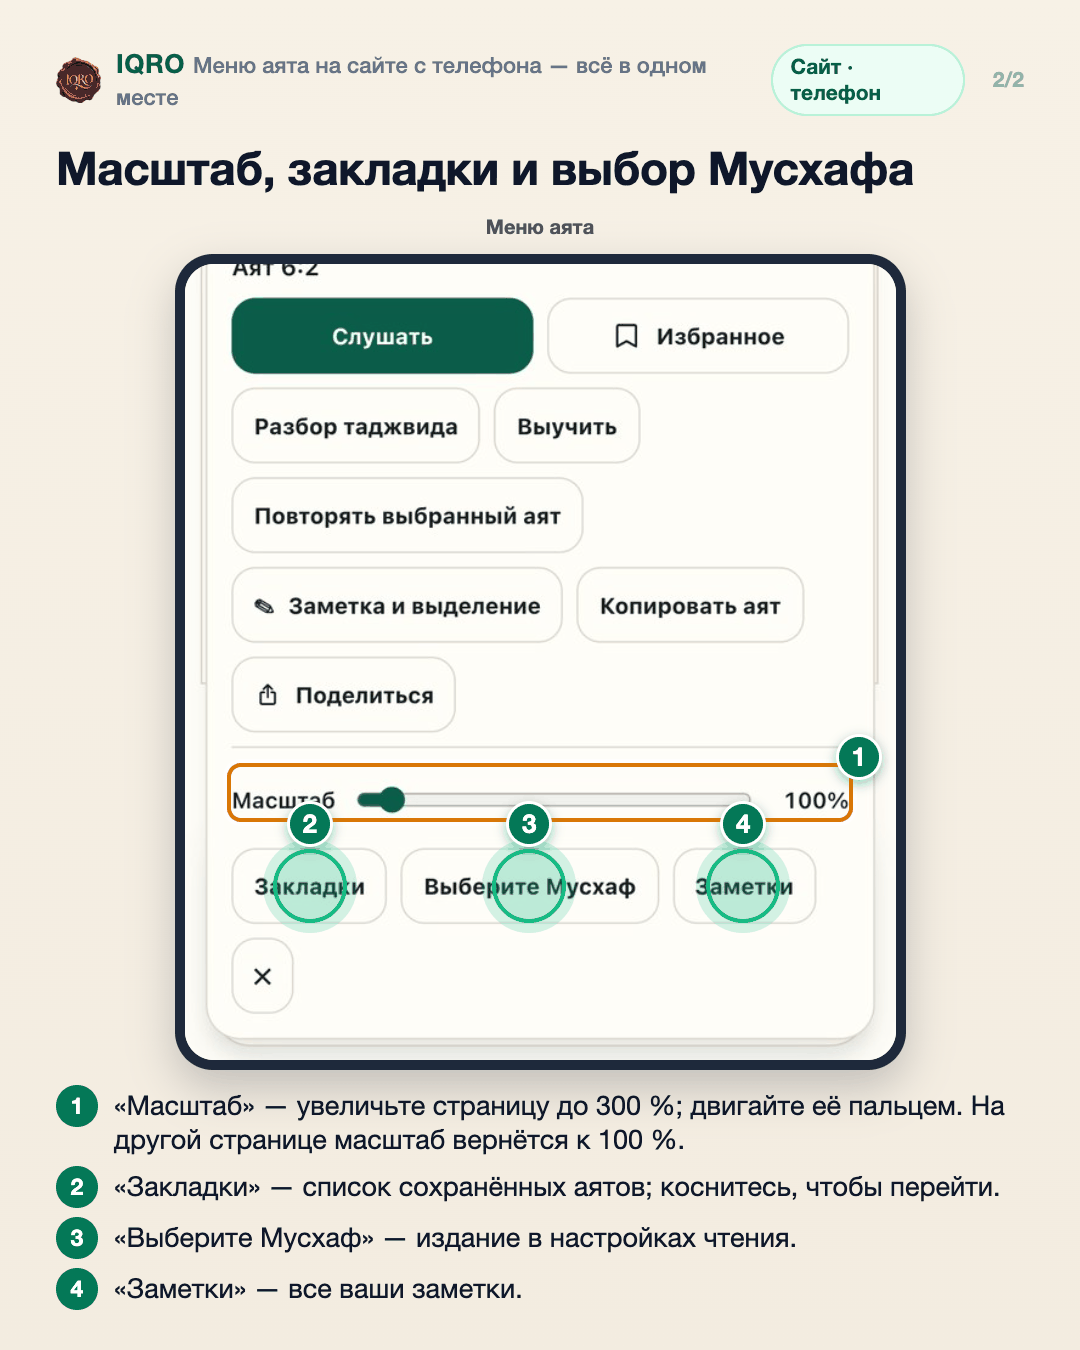 IQRO
IQRO Меню аята на сайте с телефона — всё в одном
месте
Сайт ·
телефон
2/2
Масштаб, закладки и выбор Мусхафа
Меню аята
Аят 6:2
Слушать
Избранное
Разбор таджвида
Выучить
Повторять выбранный аят
Заметка и выделение
Копировать аят
Поделиться
1
Масштаб
100%
2
3
4
Закладки
Выберите Мусхаф
Заметки
×
1 «Масштаб» — увеличьте страницу до 300 %; двигайте её пальцем. На
другой странице масштаб вернётся к 100 %.
2 «Закладки» — список сохранённых аятов; коснитесь, чтобы перейти.
3 «Выберите Мусхаф» — издание в настройках чтения.
4 «Заметки» — все ваши заметки.